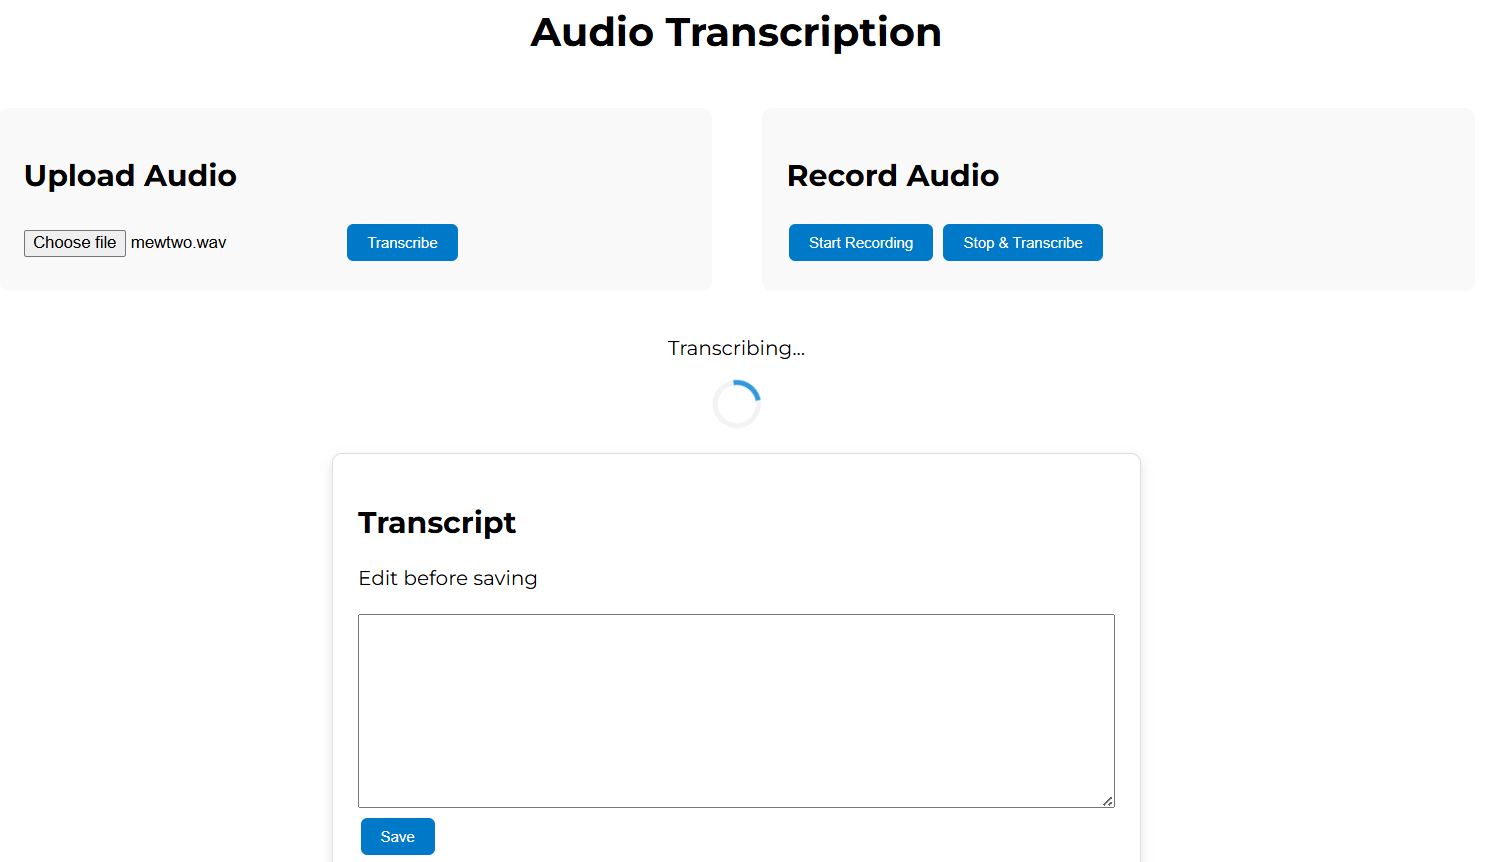 Audio Transcription
Upload Audio
Choose file mewtwo.wav
Transcribe
Record Audio
Start Recording
Stop & Transcribe
Transcribing...
Transcript
Edit before saving
Save